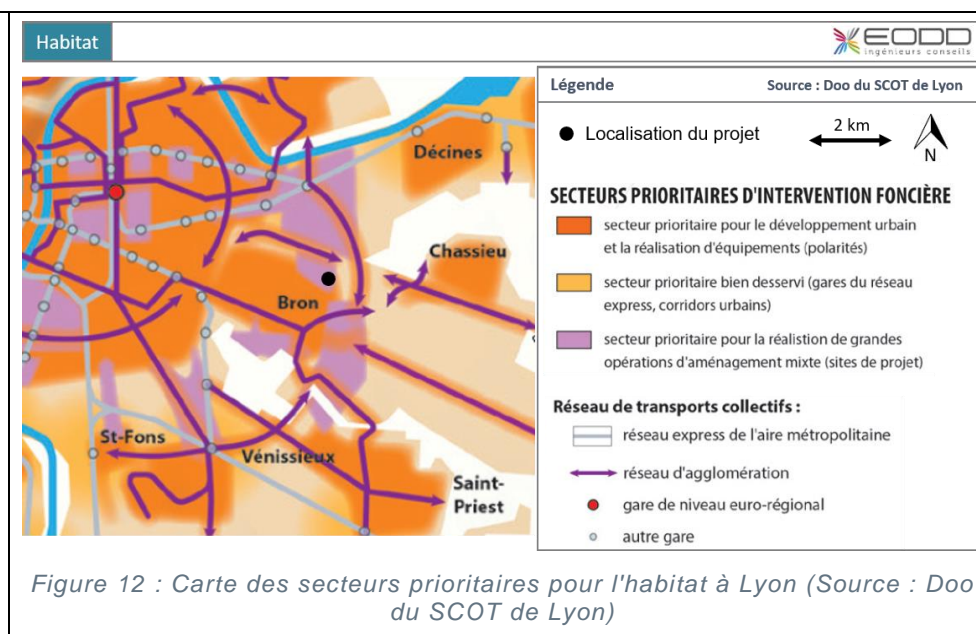 Habitat
EODD
ingénieurs conseils
Décines
Chassieu
Bron
St-Fons
Vénissieux
Saint-
Priest
Légende
Source : Doo du SCOT de Lyon
Localisation du projet
2 km
N
SECTEURS PRIORITAIRES D'INTERVENTION FONCIÈRE
secteur prioritaire pour le développement urbain
et la réalisation d'équipements (polarités)
secteur prioritaire bien desservi (gares du réseau
express, corridors urbains)
secteur prioritaire pour la réalistion de grandes
opérations d'aménagement mixte (sites de projet)
Réseau de transports collectifs :
réseau express de l'aire métropolitaine
réseau d'agglomération
gare de niveau euro-régional
autre gare
Figure 12 : Carte des secteurs prioritaires pour l'habitat à Lyon (Source : Doo
du SCOT de Lyon)